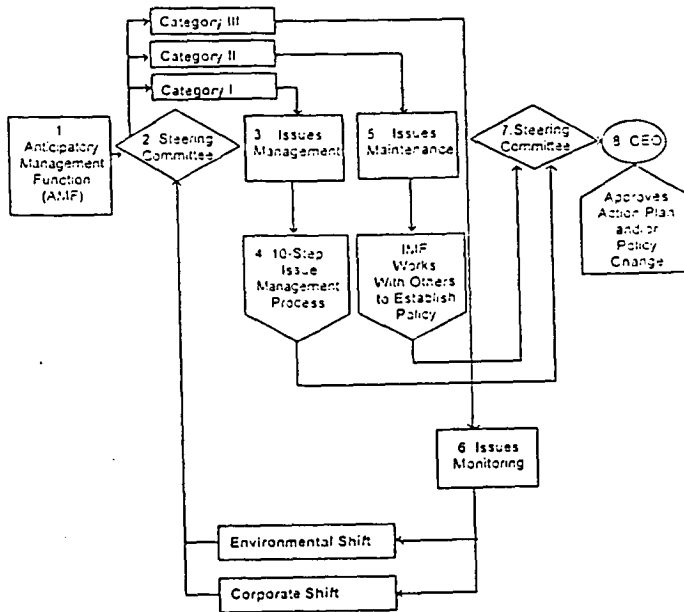 Category III
Category II
Category I
1
Anticipatory
Management
Function
(AMF)
2. Steering
Committee
3 Issues
Management
5 Issues
Maintenance
7. Steering
Committee
8 CEO
Approves
Action Plan
and/or
Policy
Change
4 10-Step
Issue
Management
Process
IMF
Works
With Others
to Establish
Policy
6 Issues
Monitoring
Environmental Shift
Corporate Shift